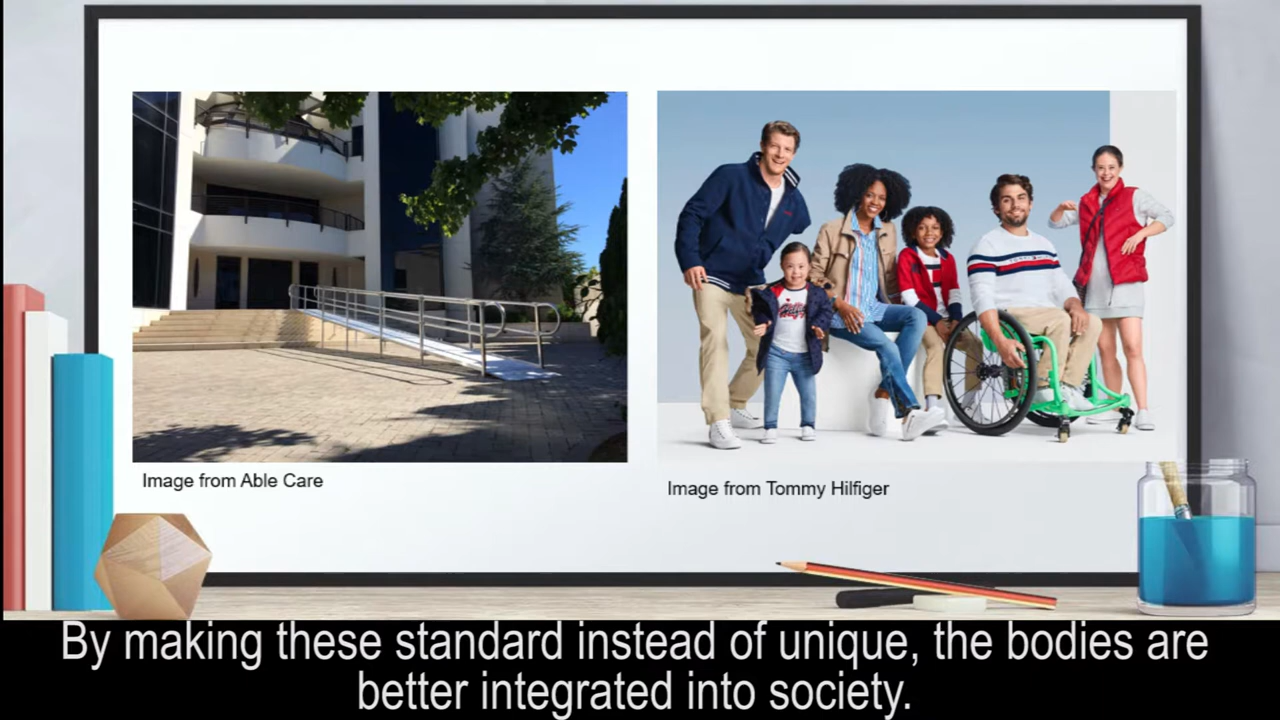 Image from Able Care
Image from Tommy Hilfiger
By making these standard instead of unique, the bodies are
better integrated into society.